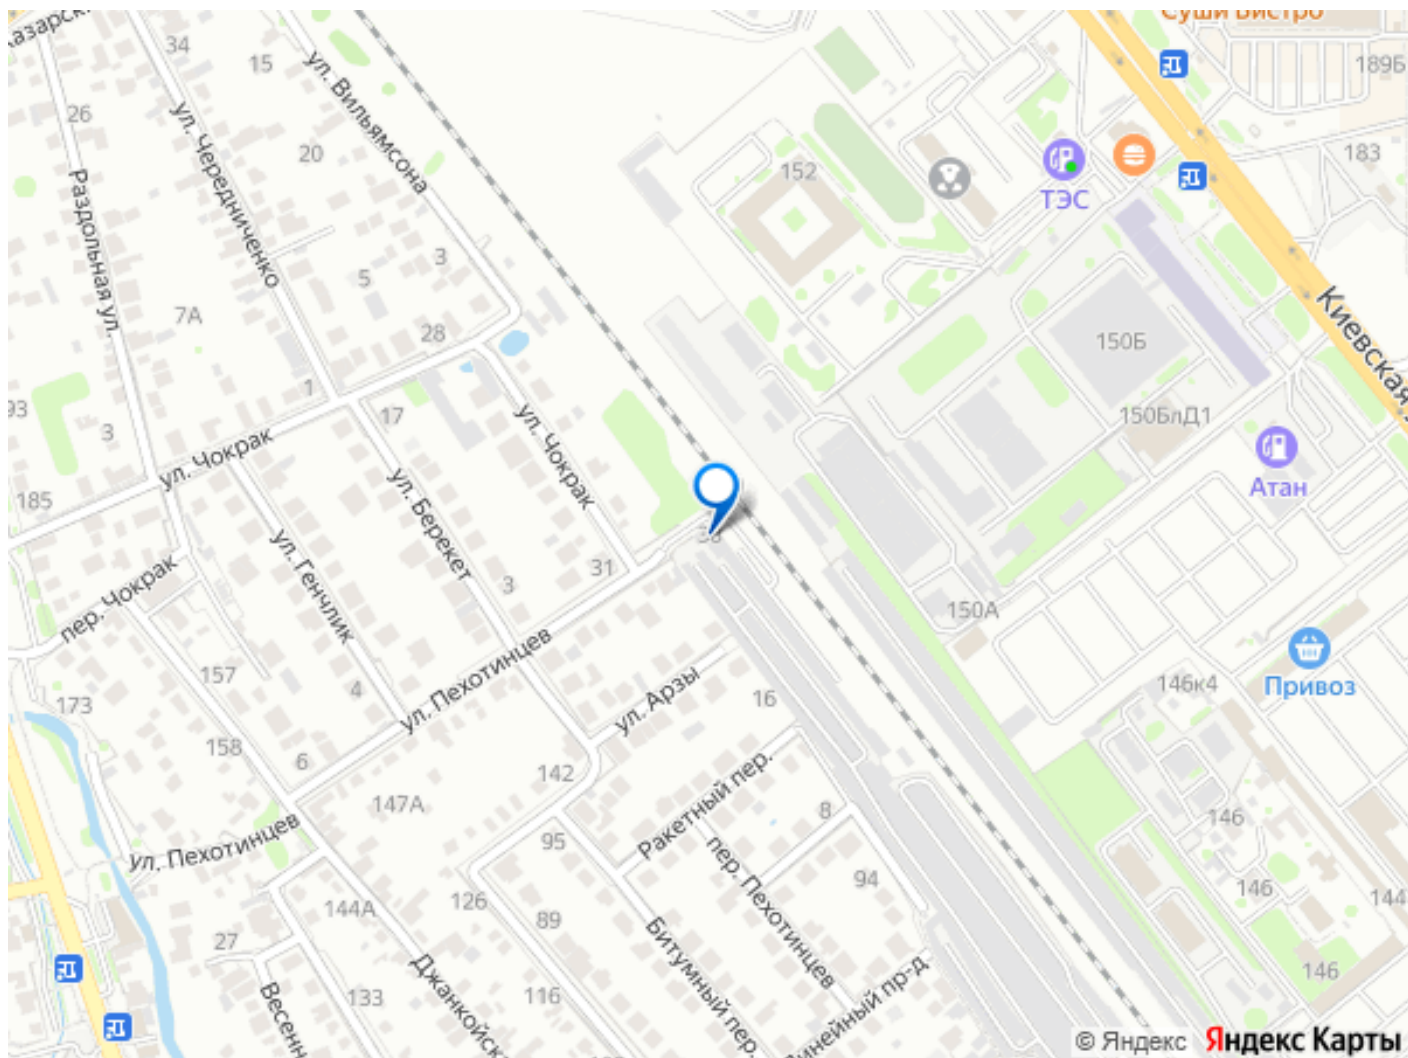 Казарск
Суши Бистро
34
15
ул. Вильямсона
189Б
26
ул. Чередниченко
20
152
183
ТЭС
Раздольная ул.
5
3
7А
28
150Б
Киевская
93
1
17
150БлД1
3
ул. Чокрак
ул. Чокрак
Атан
185
ул. Берекет
ул. Генчлик
31
3
пер. Чокрак
150А
157
4
ул. Пехотинцев
ул. Арзы
16
146к4
Привоз
173
158
6
142
147А
Ракетный пер.
8
146
ул. Пехотинцев
95
пер. Пехотинцев
94
126
89
144А
146
144
27
Битумный пер.
Джанкойск
133
116
Линейный пр-д
146
Весенн
© Яндекс Яндекс Карты